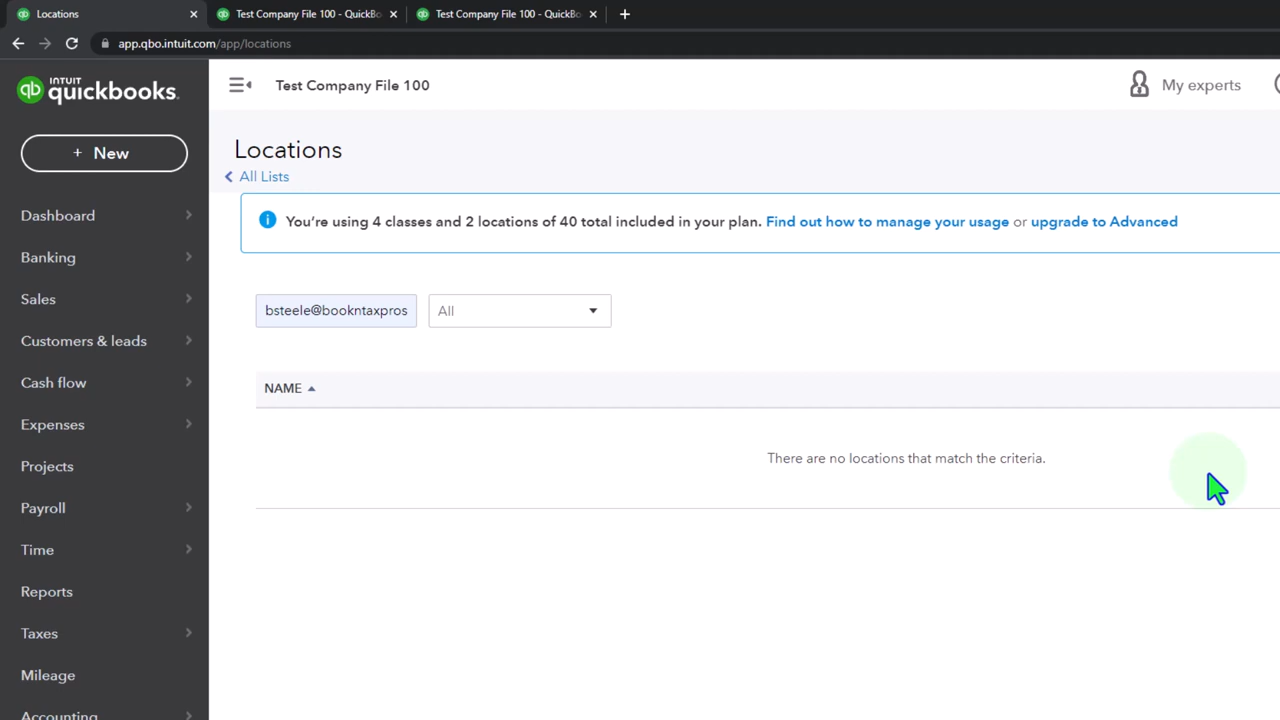 Locations
Test Company File 100 - QuickBo
Test Company File 100 - QuickBo
app.qbo.intuit.com/app/locations
INTUIT
quickbooks.
qb
Test Company File 100
My experts
+ New
Locations
All Lists
You're using 4 classes and 2 locations of 40 total included in your plan. Find out how to manage your usage or upgrade to Advanced
bsteele@bookntaxpros
All
NAME
There are no locations that match the criteria.
Dashboard
Banking
Sales
Customers & leads
Cash flow
Expenses
Projects
Payroll
Time
Reports
Taxes
Mileage
Accounting